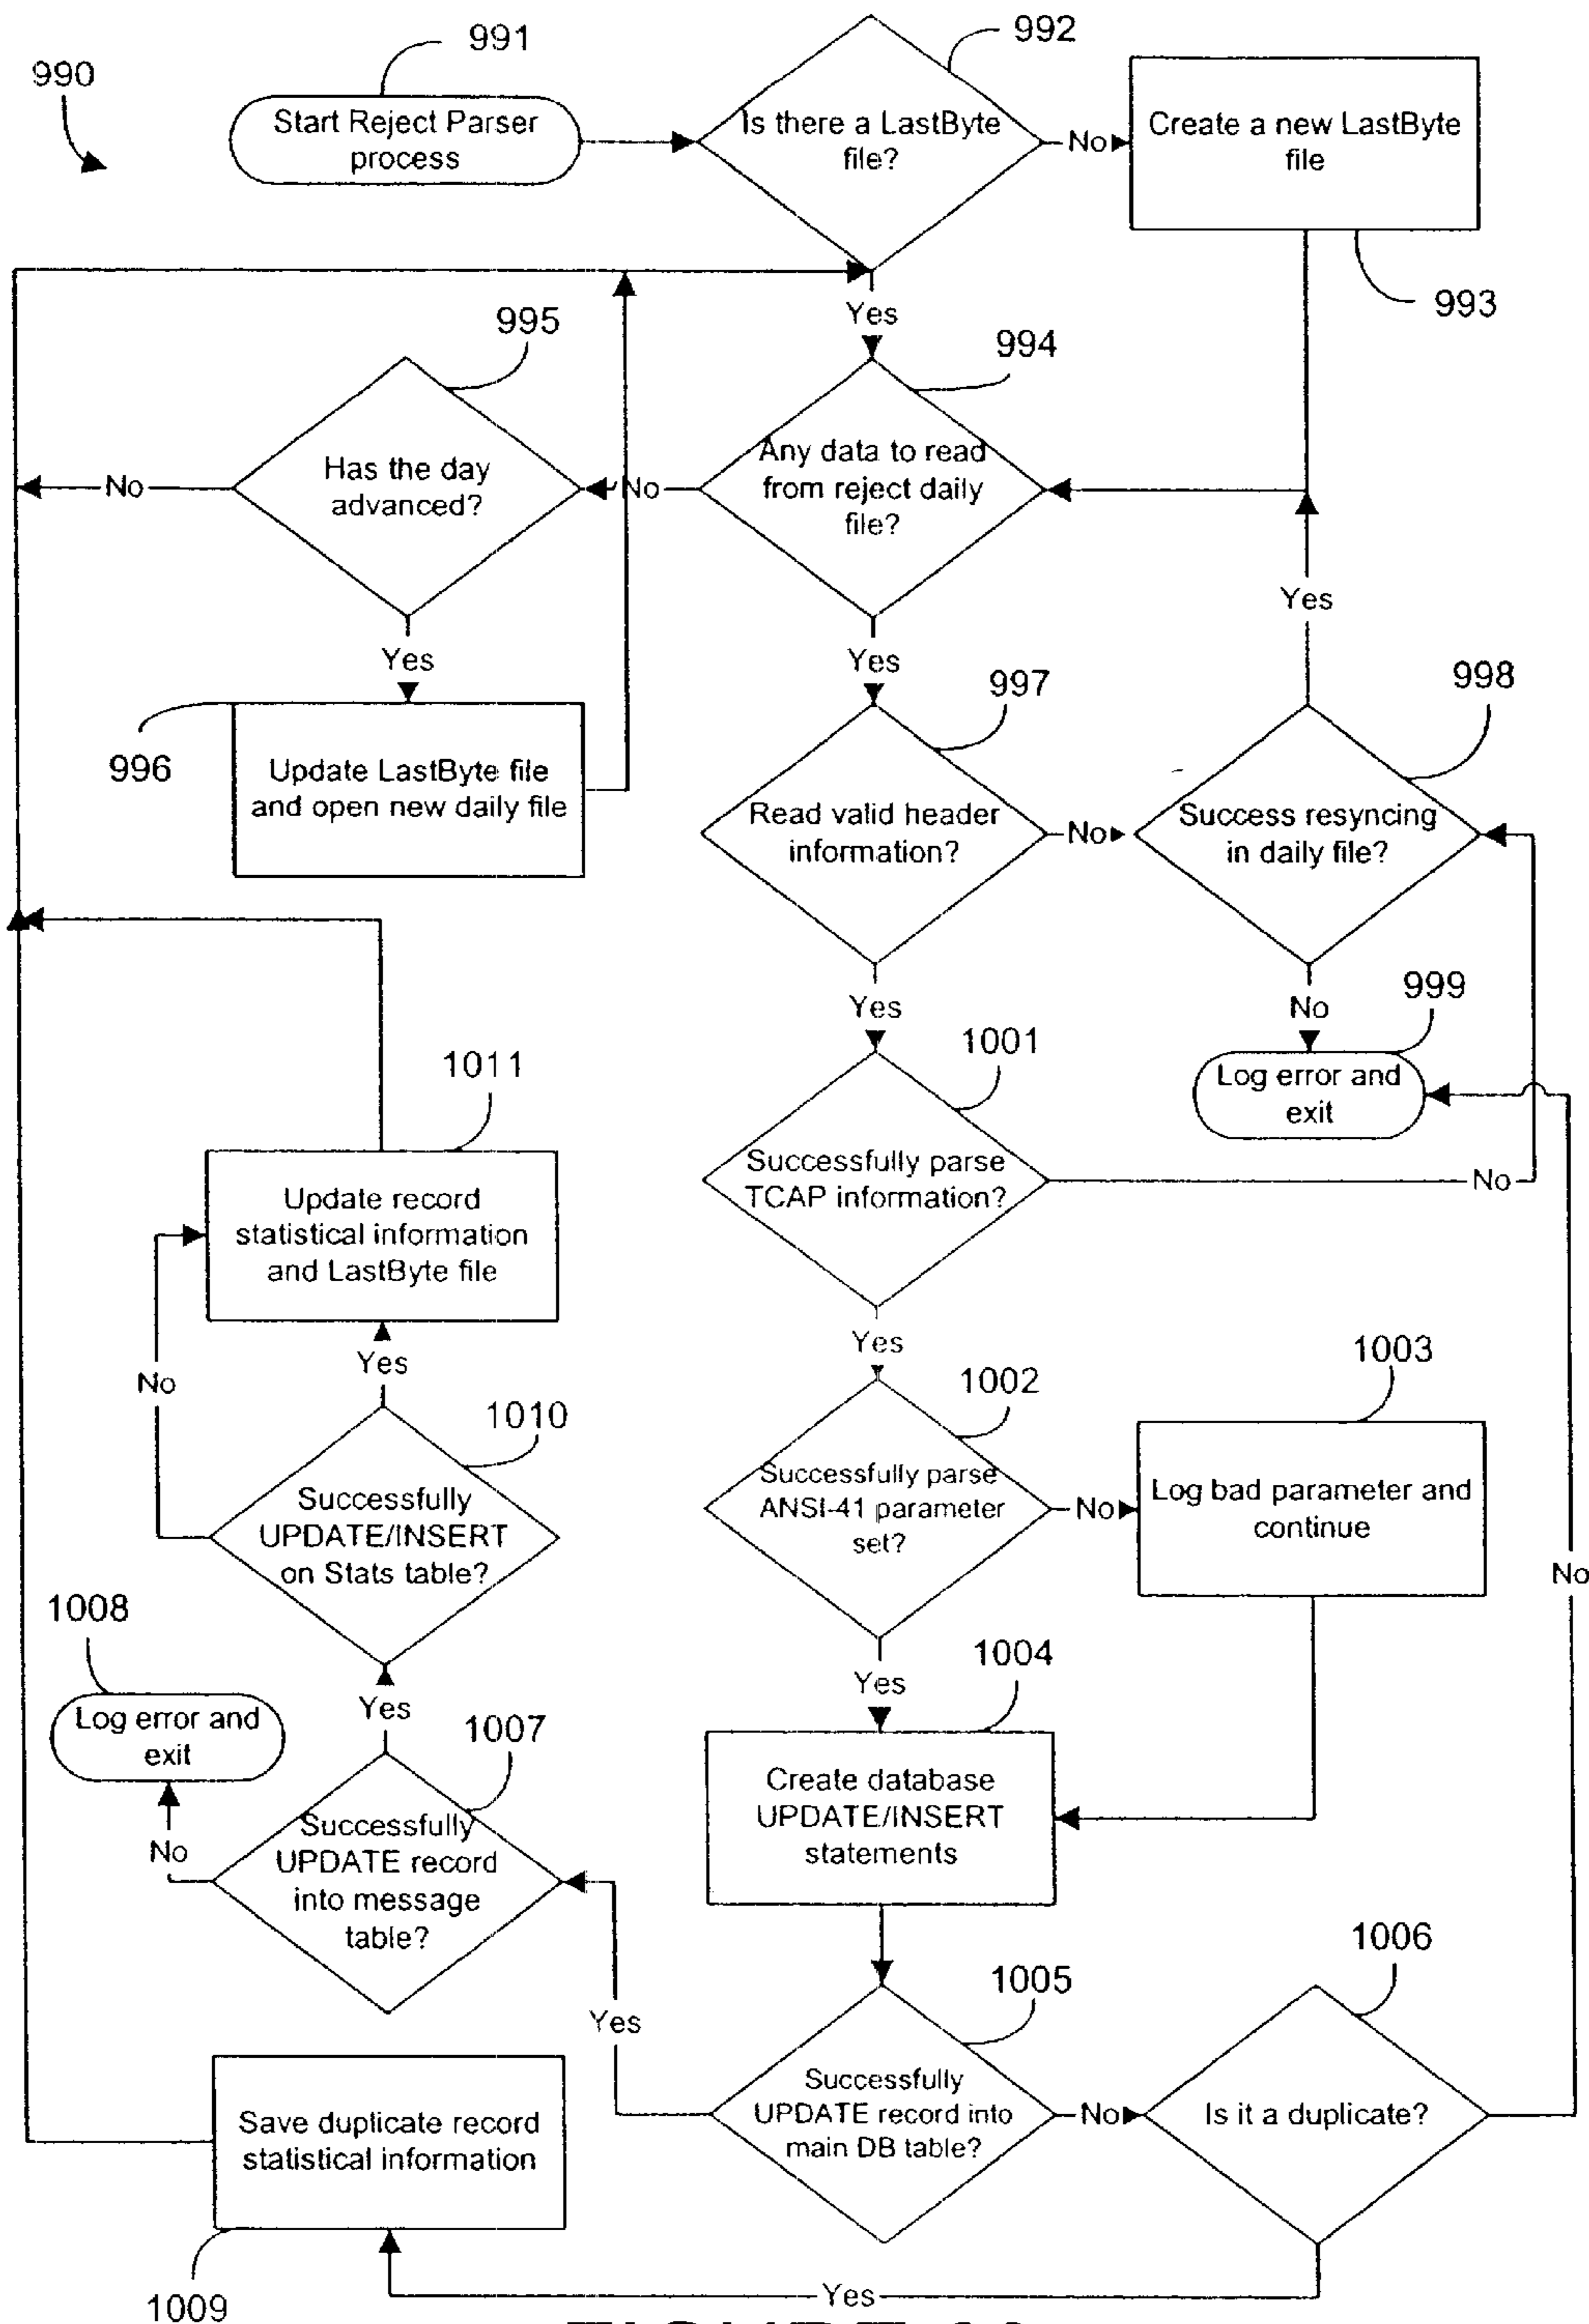 990
991
Start Reject Parser
process
992
Is there a LastByte
file?
No
Create a new LastByte
file
993
Yes
994
Any data to read
from reject daily
file?
No
995
Has the day
advanced?
No
Yes
996
Update LastByte file
and open new daily file
Yes
997
Read valid header
information?
No
998
Success resyncing
in daily file?
Yes
No
999
Log error and
exit
Yes
1001
Successfully parse
TCAP information?
No
Yes
1002
Successfully parse
ANSI-41 parameter
set?
No
1003
Log bad parameter and
continue
Yes
1004
Create database
UPDATE/INSERT
statements
1005
Successfully
UPDATE record into
main DB table?
No
1006
Is it a duplicate?
No
Yes
Yes
1007
Successfully
UPDATE record
into message
table?
No
1008
Log error and
exit
Yes
1010
Successfully
UPDATE/INSERT
on Stats table?
No
Yes
1011
Update record
statistical information
and LastByte file
Save duplicate record
statistical information
1009